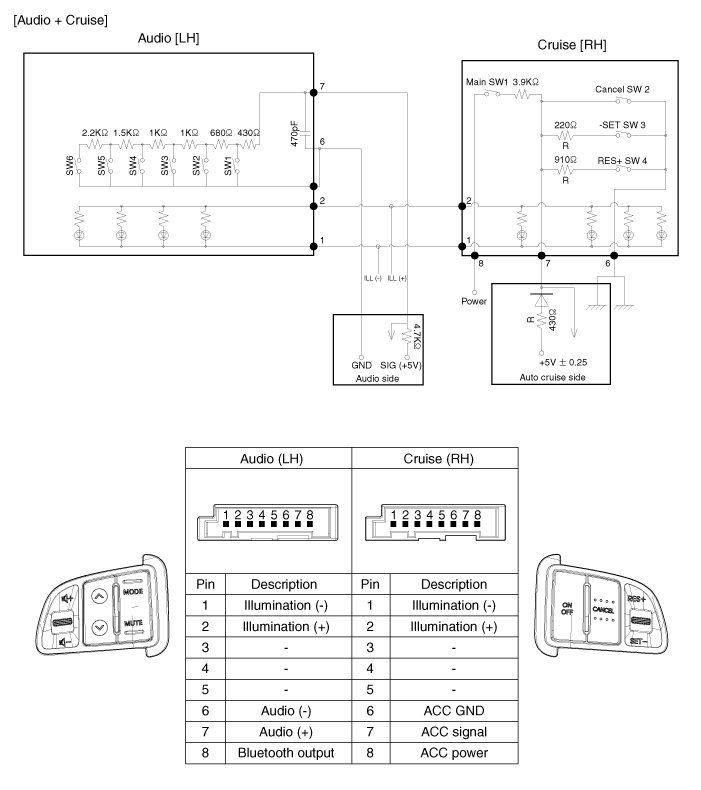 [Audio + Cruise]
Audio [LH]
Cruise [RH]
7
Main SW1 3.9KΩ
Cancel SW 2
2.2KΩ 1.5KΩ 1KΩ 1KΩ 680Ω 430Ω
470pF
6
220Ω
R
-SET SW 3
910Ω
R
RES+ SW 4
SW6 SW5 SW4 SW3 SW2 SW1
2
2
1
1
8
7
6
ILL (-) ILL (+)
Power
4.7KΩ
GND SIG (+5V)
Audio side
R
430Ω
+5V ± 0.25
Auto cruise side
Audio (LH) Cruise (RH)
1 2 3 4 5 6 7 8
1 2 3 4 5 6 7 8
Pin Description Pin Description
1 Illumination (-) 1 Illumination (-)
2 Illumination (+) 2 Illumination (+)
3 - 3 -
4 - 4 -
5 - 5 -
6 Audio (-) 6 ACC GND
7 Audio (+) 7 ACC signal
8 Bluetooth output 8 ACC power
+
MODE
MUTE
-
ON
OFF
CANCEL
RES+
SET-